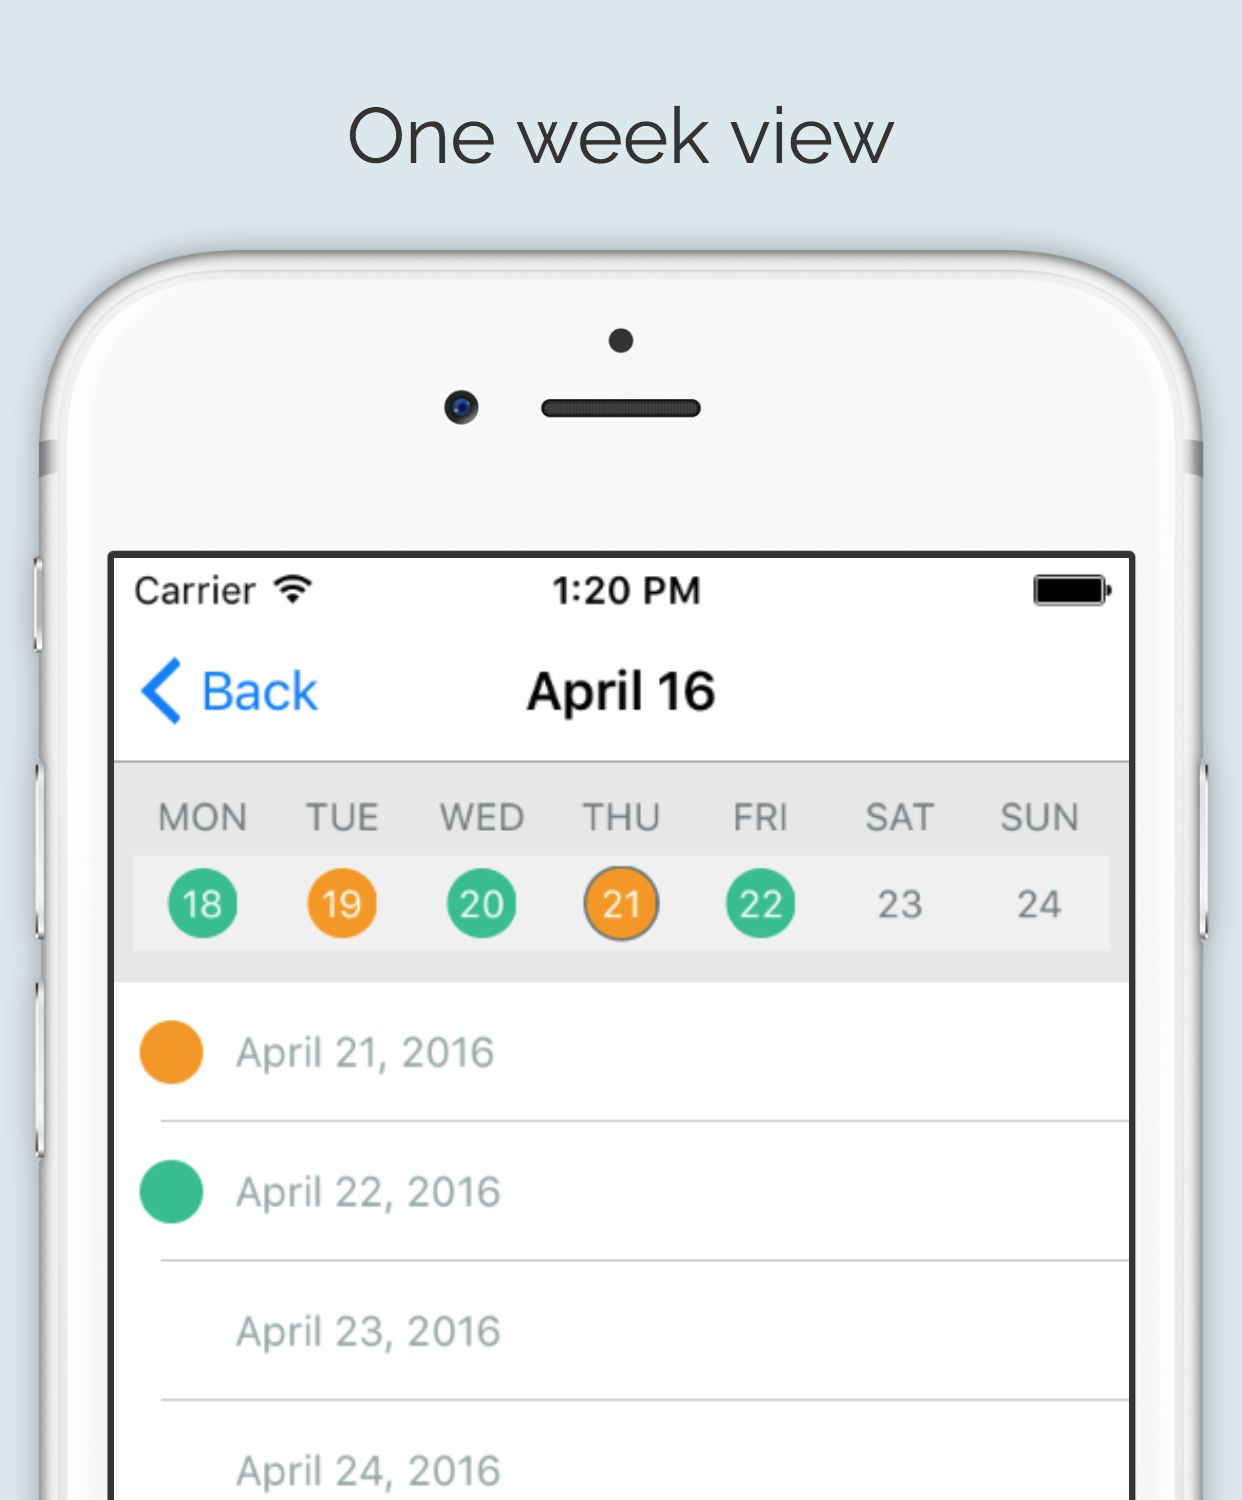 One week view
Carrier 1:20 PM
Back April 16
MON TUE WED THU FRI SAT SUN
18 19 20 21 22 23 24
April 21, 2016
April 22, 2016
April 23, 2016
April 24, 2016